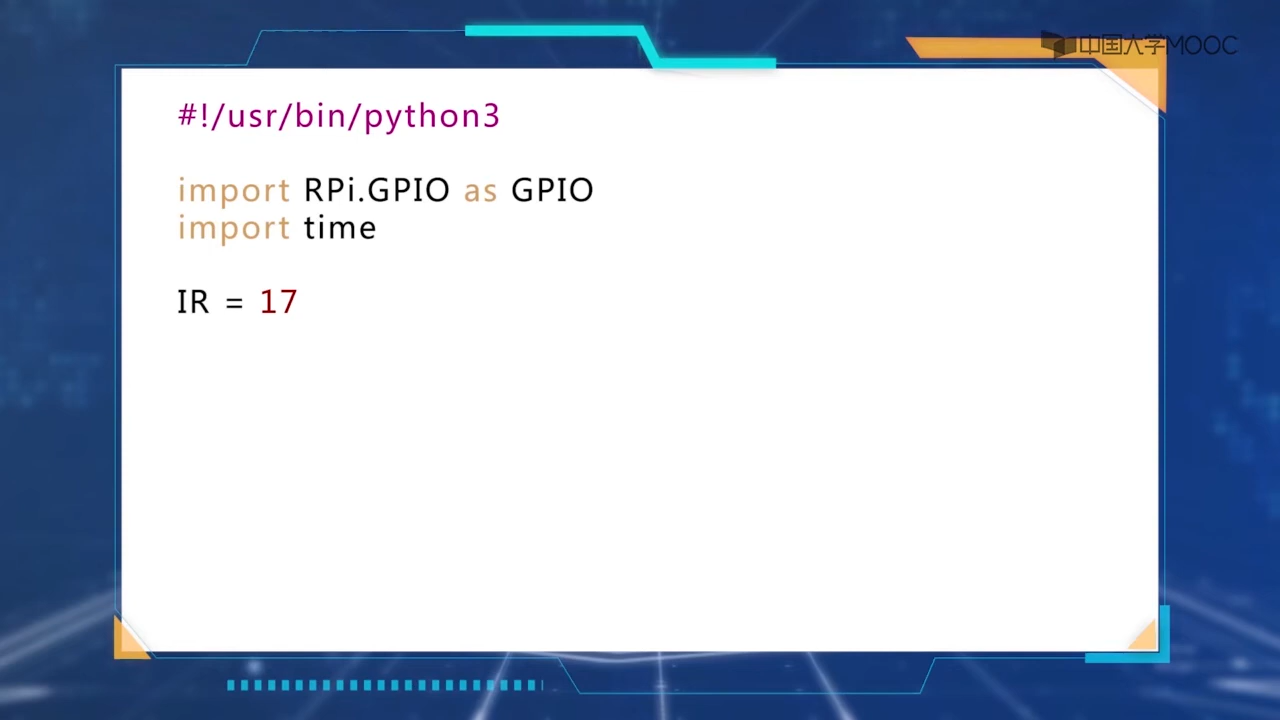 中国大学MOOC
#!/usr/bin/python3
import RPi.GPIO as GPIO
import time
IR = 17